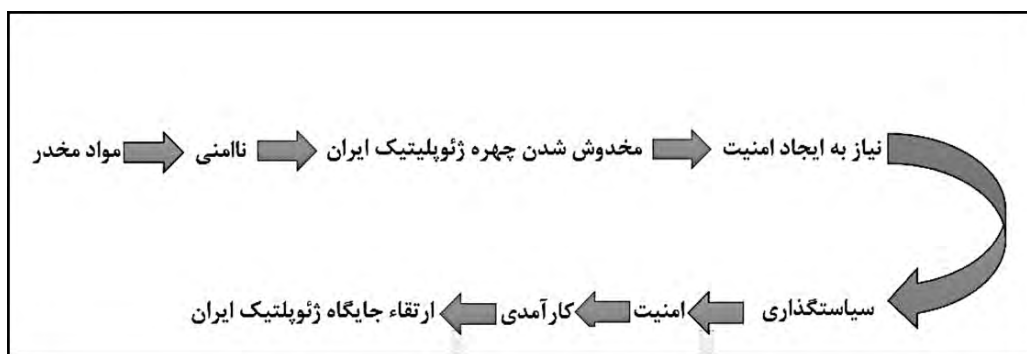 مواد مخدر ناامنی مخدوش شدن چهره ژئوپلیتیک ایران نیاز به ایجاد امنیت
سیاستگذاری امنیت کارآمدی ارتقاء جایگاه ژئوپلتیک ایران